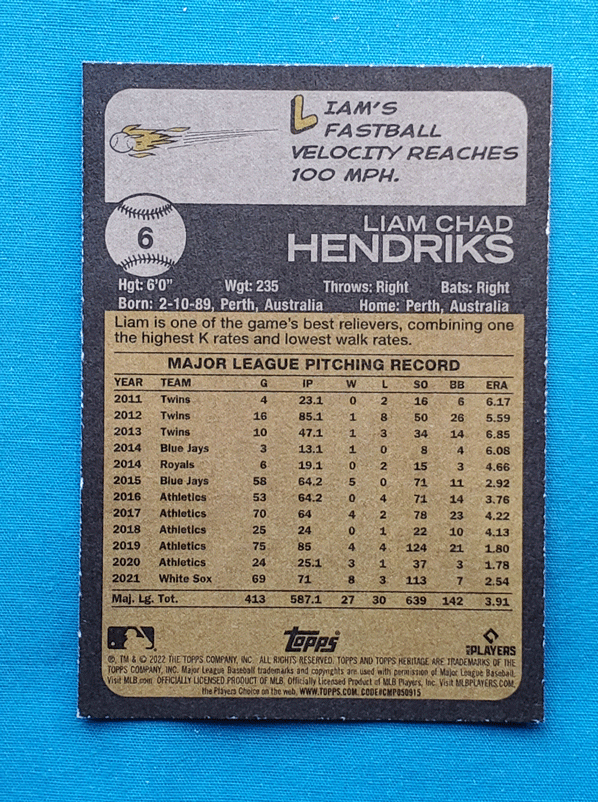 LIAM'S
FASTBALL
VELOCITY REACHES
100 MPH.
6
LIAM CHAD
HENDRIKS
Hgt: 6'0" Wgt: 235 Throws: Right Bats: Right
Born: 2-10-89, Perth, Australia Home: Perth, Australia
Liam is one of the game's best relievers, combining one
the highest K rates and lowest walk rates.
MAJOR LEAGUE PITCHING RECORD
YEAR TEAM G IP W L SO BB ERA
2011 Twins 4 23.1 0 2 16 6 6.17
2012 Twins 16 85.1 1 8 50 26 5.59
2013 Twins 10 47.1 1 3 34 14 6.85
2014 Blue Jays 3 13.1 1 0 8 4 6.08
2014 Royals 6 19.1 0 2 15 3 4.66
2015 Blue Jays 58 64.2 5 0 71 11 2.92
2016 Athletics 53 64.2 0 4 71 14 3.76
2017 Athletics 70 64 4 2 78 23 4.22
2018 Athletics 25 24 0 1 22 10 4.13
2019 Athletics 75 85 4 4 124 21 1.80
2020 Athletics 24 25.1 3 1 37 3 1.78
2021 White Sox 69 71 8 3 113 7 2.54
Maj. Lg. Tot. 413 587.1 27 30 639 142 3.91
Topps
PLAYERS
®, TM & © 2022 THE TOPPS COMPANY, INC. ALL RIGHTS RESERVED. TOPPS AND TOPPS HERITAGE ARE TRADEMARKS OF THE
TOPPS COMPANY, INC. Major League Baseball trademarks and copyrights are used with permission of Major League Baseball.
Visit MLB.com. OFFICIALLY LICENSED PRODUCT OF MLB. Officially Licensed Product of MLB Players, Inc. Visit MLBPLAYERS.COM,
the Players Choice on the web. WWW.TOPPS.COM. CODE#CMP050915